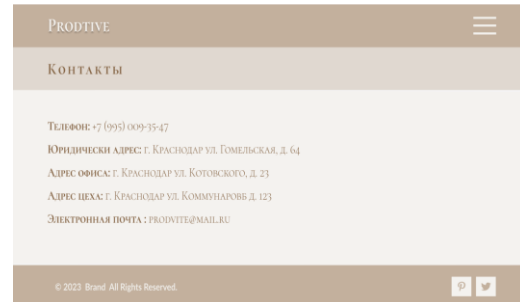 Prodtive
Контакты
Телефон: +7 (995) 009-35-47
Юридически адрес: г. Краснодар ул. Гомельская, д. 64
Адрес офиса: г. Краснодар ул. Котовского, д. 23
Адрес цеха: г. Краснодар ул. Коммунаровб д. 123
Электронная почта : prodvite@mail.ru
© 2023 Brand All Rights Reserved.